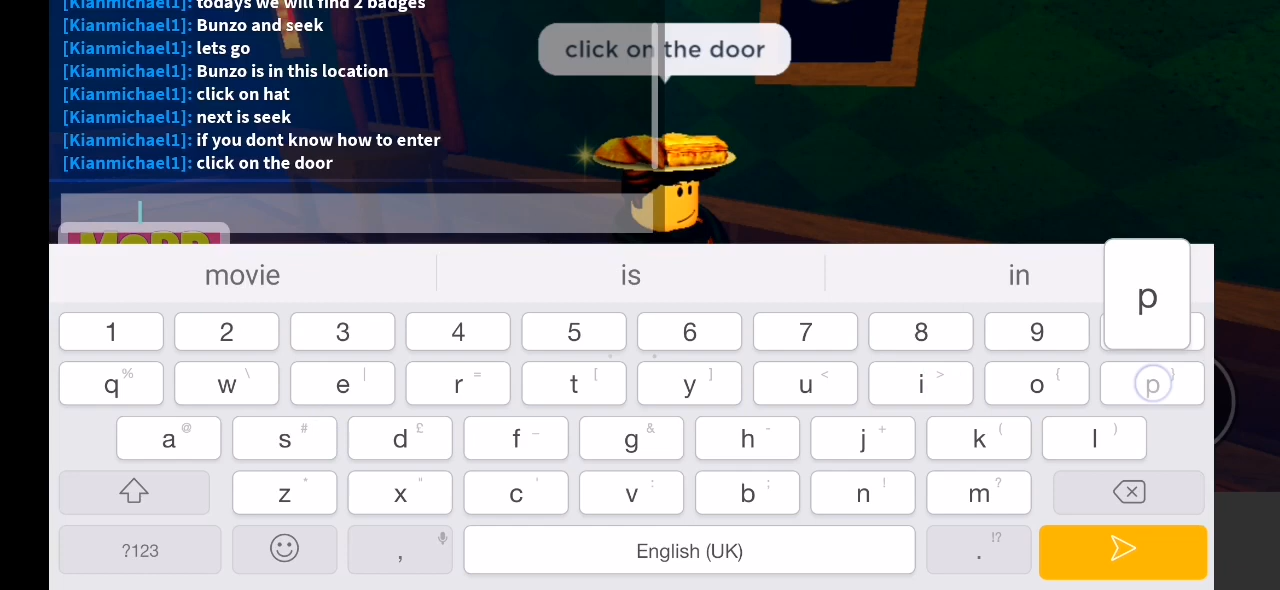 [Kianmichael1]: todays we will find 2 badges
[Kianmichael1]: Bunzo and seek
[Kianmichael1]: lets go
[Kianmichael1]: Bunzo is in this location
[Kianmichael1]: click on hat
[Kianmichael1]: next is seek
[Kianmichael1]: if you dont know how to enter
[Kianmichael1]: click on the door
click on the door
movie is in
p
1 2 3 4 5 6 7 8 9
q % w \ e | r = t [ y ] u < i > o { p }
a @ s # d £ f _ g & h - j + k ( l )
z * x " c ' v : b ; n ! m ?
?123 , English (UK) . !?